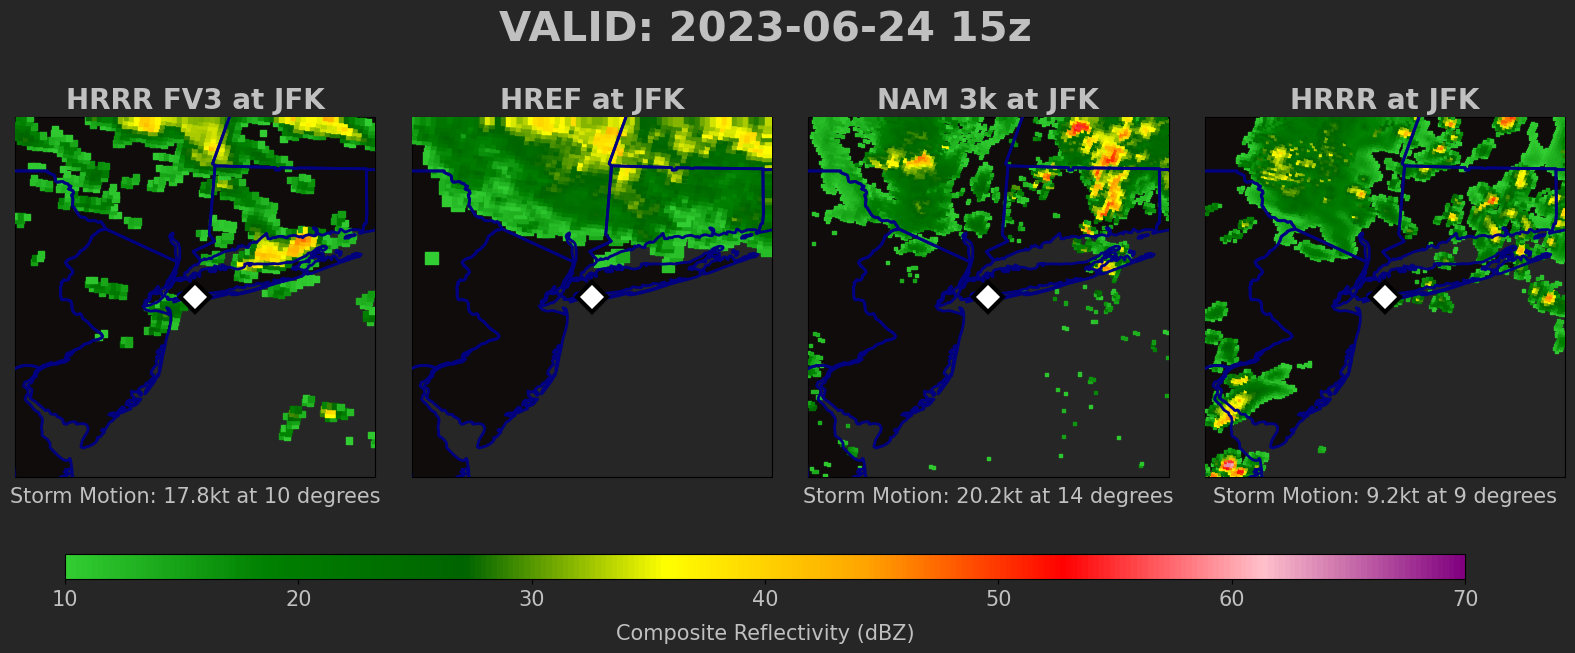 VALID: 2023-06-24 15z
HRRR FV3 at JFK
HREF at JFK
NAM 3k at JFK
HRRR at JFK
Storm Motion: 17.8kt at 10 degrees
Storm Motion: 20.2kt at 14 degrees
Storm Motion: 9.2kt at 9 degrees
10 20 30 40 50 60 70
Composite Reflectivity (dBZ)